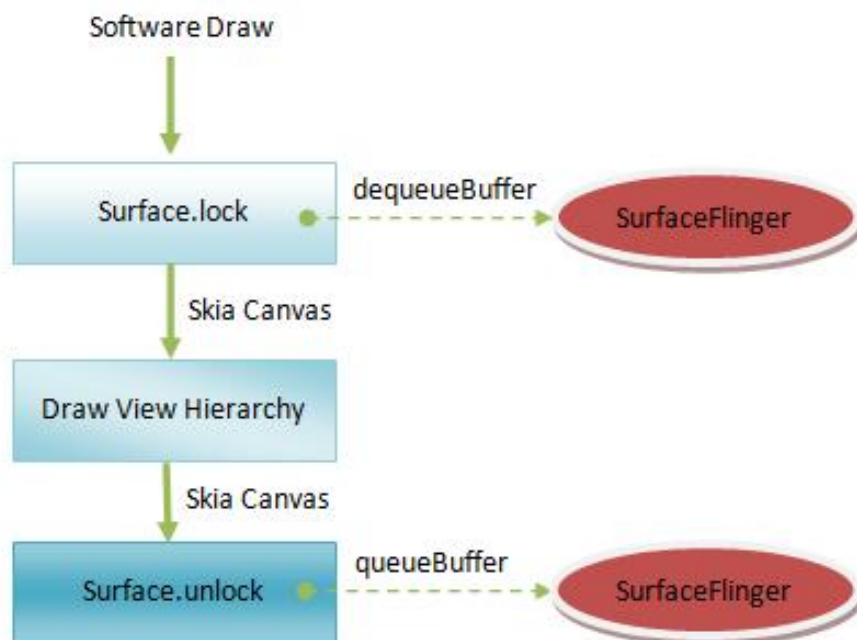 Software Draw
Surface.lock
dequeueBuffer
SurfaceFlinger
Skia Canvas
Draw View Hierarchy
Skia Canvas
Surface.unlock
queueBuffer
SurfaceFlinger